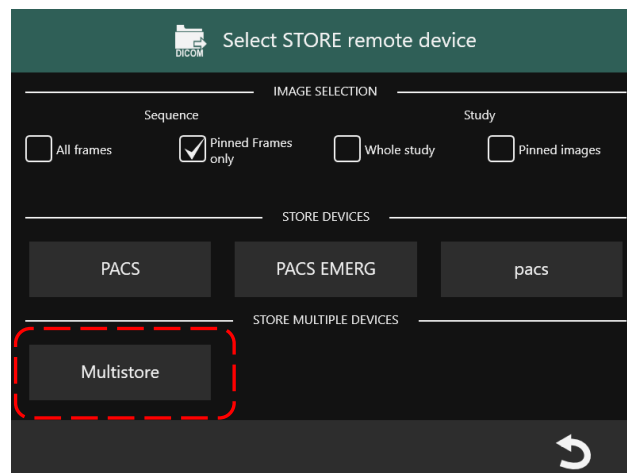 DICOM
Select STORE remote device
IMAGE SELECTION
Sequence
Study
All frames
Pinned Frames
only
Whole study
Pinned images
STORE DEVICES
PACS
PACS EMERG
pacs
STORE MULTIPLE DEVICES
Multistore